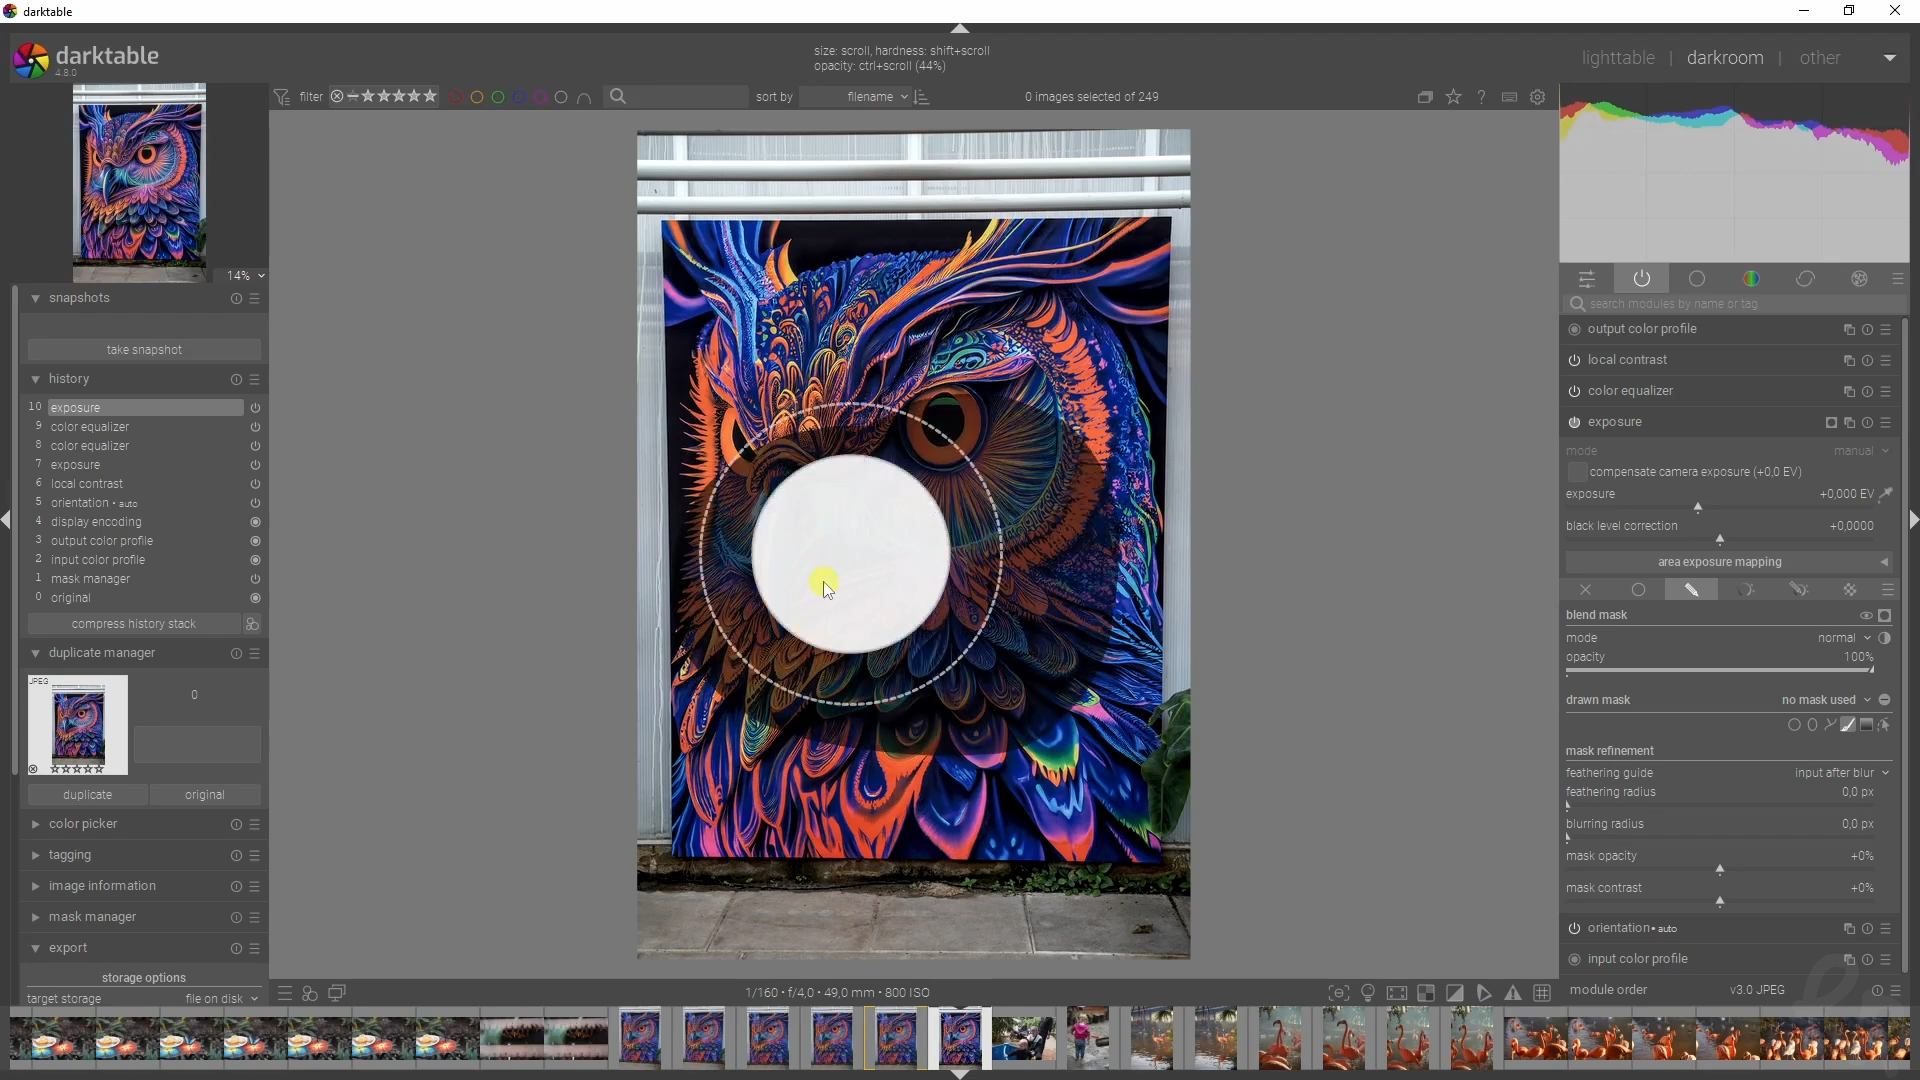 darktable
darktable
4.8.0
size: scroll, hardness: shift+scroll
opacity: ctrl+scroll (44%)
lighttable | darkroom | other
filter
sort by filename
0 images selected of 249
14%
snapshots
take snapshot
history
10 exposure
9 color equalizer
8 color equalizer
7 exposure
6 local contrast
5 orientation • auto
4 display encoding
3 output color profile
2 input color profile
1 mask manager
0 original
compress history stack
duplicate manager
JPEG
0
duplicate
original
color picker
tagging
image information
mask manager
export
storage options
target storage file on disk
1/160 • f/4,0 • 49,0 mm • 800 ISO
search modules by name or tag
output color profile
local contrast
color equalizer
exposure
mode manual
compensate camera exposure (+0,0 EV)
exposure +0,000 EV
black level correction +0,0000
area exposure mapping
blend mask
mode normal
opacity 100%
drawn mask no mask used
mask refinement
feathering guide input after blur
feathering radius 0,0 px
blurring radius 0,0 px
mask opacity +0%
mask contrast +0%
orientation • auto
input color profile
module order v3.0 JPEG